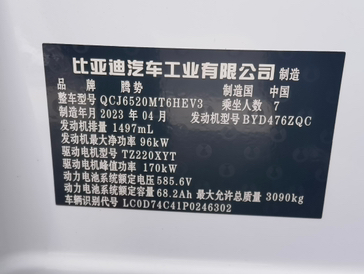 比亚迪汽车工业有限公司 制造
品 牌 腾势 制造国 中国
整车型号 QCJ6520MT6HEV3 乘坐人数 7
制造年月 2023 年 04 月 发动机型号 BYD476ZQC
发动机排量 1497mL
发动机最大净功率 96kW
驱动电机型号 TZ220XYT
驱动电机峰值功率 170kW
动力电池系统额定电压 585.6V
动力电池系统额定容量 68.2Ah 最大允许总质量 3090kg
车辆识别代号 LC0D74C41P0246302